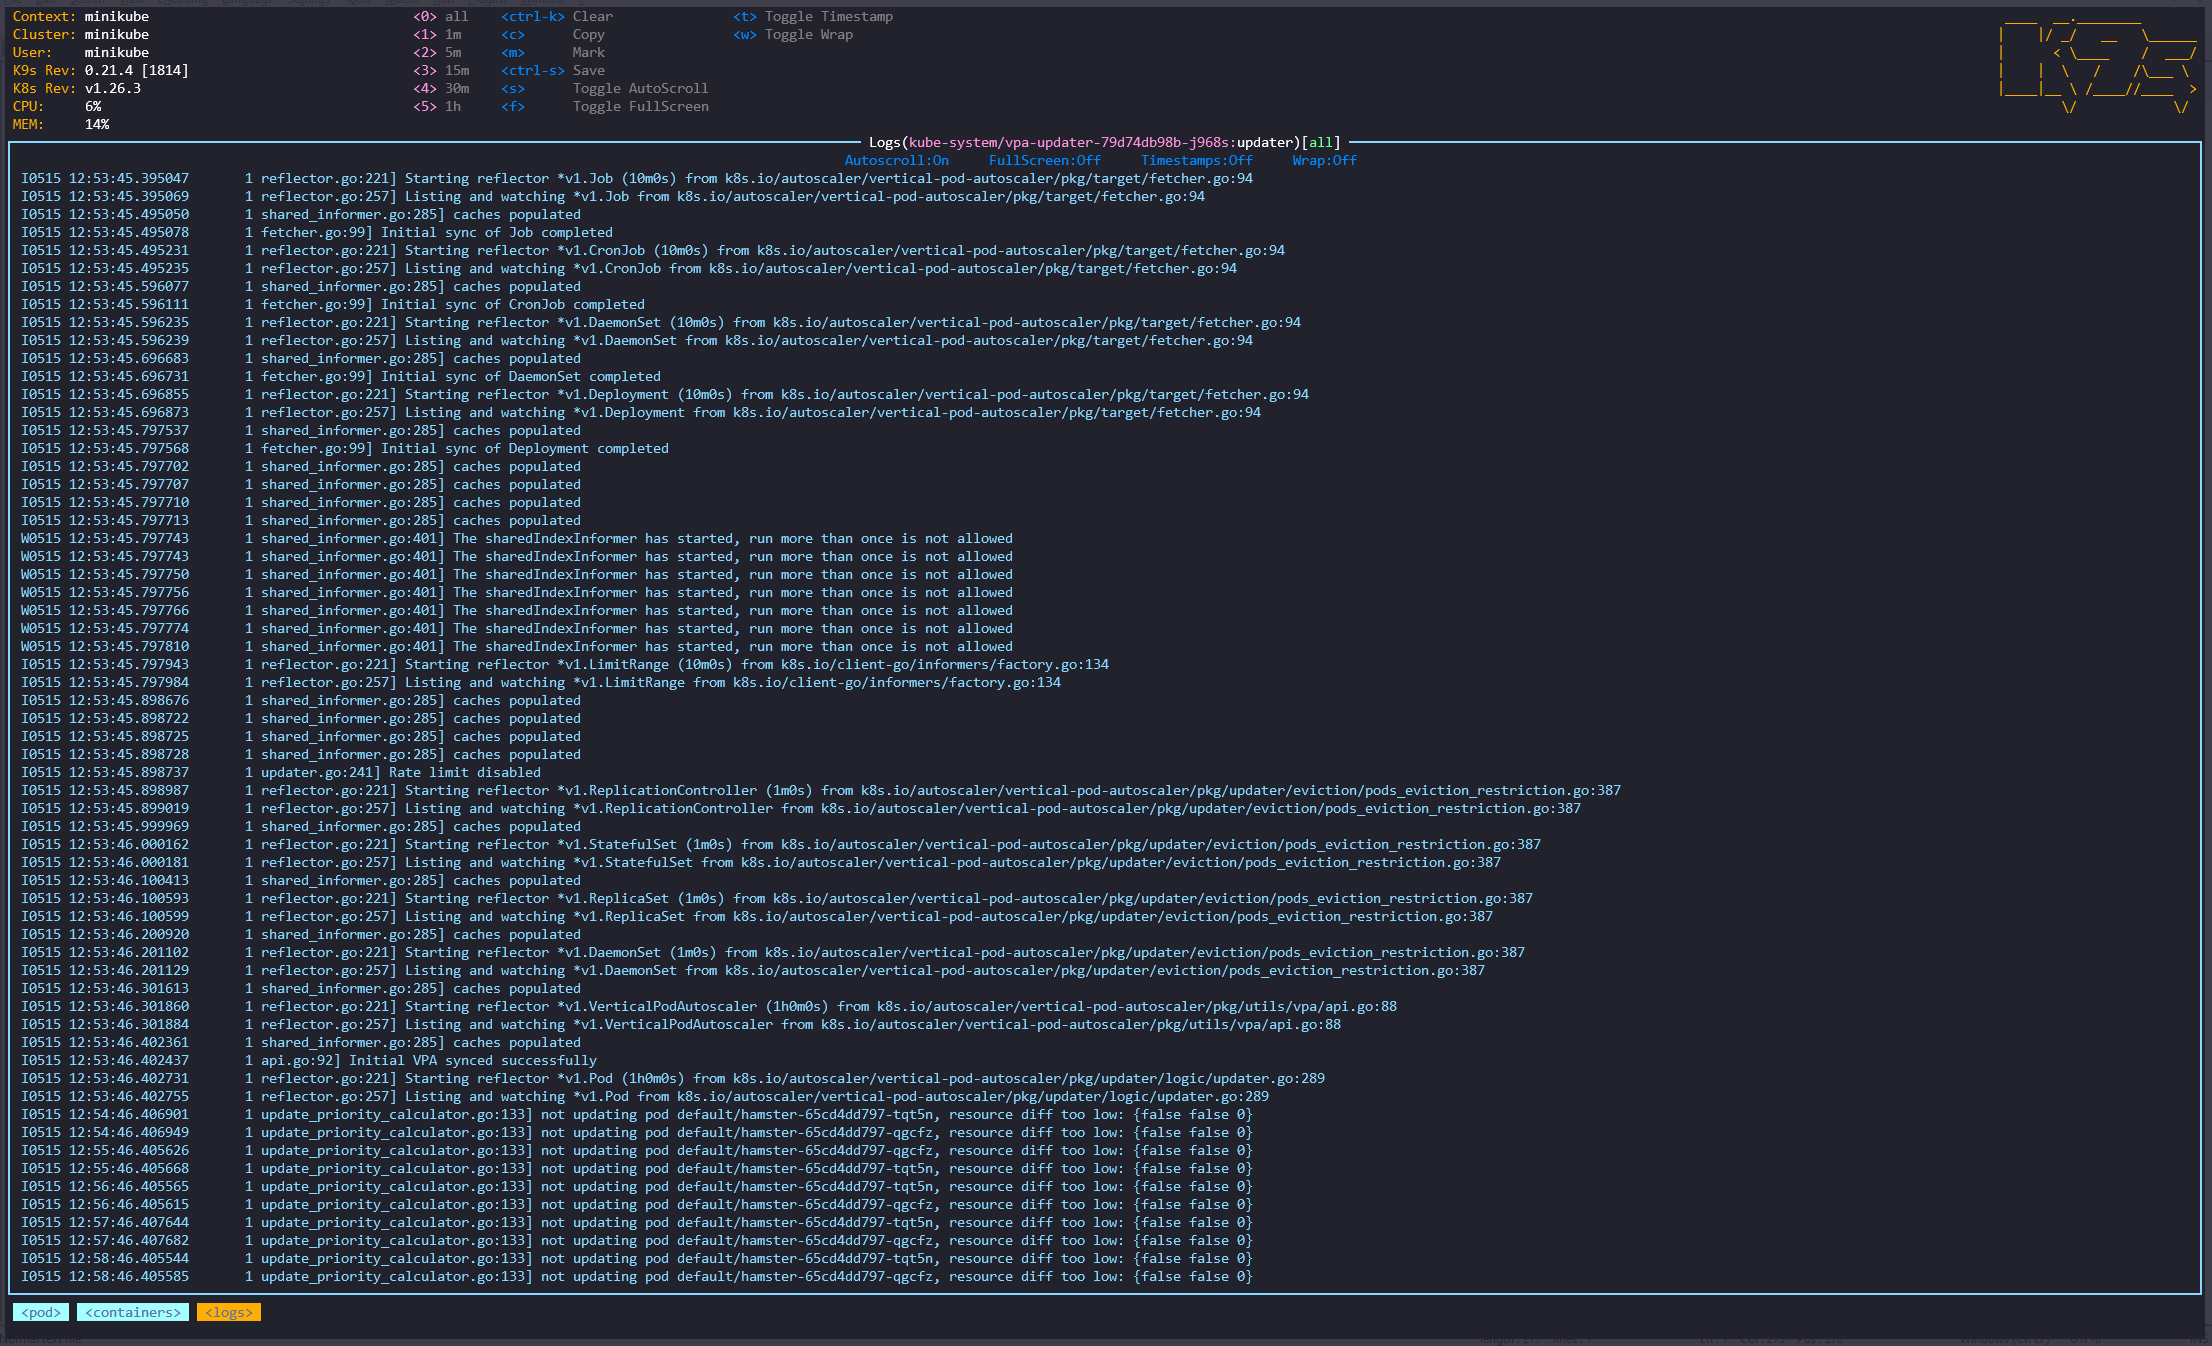 Context: minikube <0> all <ctrl-k> Clear <t> Toggle Timestamp
Cluster: minikube <1> 1m <c> Copy <w> Toggle Wrap
User: minikube <2> 5m <m> Mark
K9s Rev: 0.21.4 [1814] <3> 15m <ctrl-s> Save
K8s Rev: v1.26.3 <4> 30m <s> Toggle AutoScroll
CPU: 6% <5> 1h <f> Toggle FullScreen
MEM: 14%
Logs(kube-system/vpa-updater-79d74db98b-j968s:updater)[all]
Autoscroll:On FullScreen:Off Timestamps:Off Wrap:Off
I0515 12:53:45.395047 1 reflector.go:221] Starting reflector *v1.Job (10m0s) from k8s.io/autoscaler/vertical-pod-autoscaler/pkg/target/fetcher.go:94
I0515 12:53:45.395069 1 reflector.go:257] Listing and watching *v1.Job from k8s.io/autoscaler/vertical-pod-autoscaler/pkg/target/fetcher.go:94
I0515 12:53:45.495050 1 shared_informer.go:285] caches populated
I0515 12:53:45.495078 1 fetcher.go:99] Initial sync of Job completed
I0515 12:53:45.495231 1 reflector.go:221] Starting reflector *v1.CronJob (10m0s) from k8s.io/autoscaler/vertical-pod-autoscaler/pkg/target/fetcher.go:94
I0515 12:53:45.495235 1 reflector.go:257] Listing and watching *v1.CronJob from k8s.io/autoscaler/vertical-pod-autoscaler/pkg/target/fetcher.go:94
I0515 12:53:45.596077 1 shared_informer.go:285] caches populated
I0515 12:53:45.596111 1 fetcher.go:99] Initial sync of CronJob completed
I0515 12:53:45.596235 1 reflector.go:221] Starting reflector *v1.DaemonSet (10m0s) from k8s.io/autoscaler/vertical-pod-autoscaler/pkg/target/fetcher.go:94
I0515 12:53:45.596239 1 reflector.go:257] Listing and watching *v1.DaemonSet from k8s.io/autoscaler/vertical-pod-autoscaler/pkg/target/fetcher.go:94
I0515 12:53:45.696683 1 shared_informer.go:285] caches populated
I0515 12:53:45.696731 1 fetcher.go:99] Initial sync of DaemonSet completed
I0515 12:53:45.696855 1 reflector.go:221] Starting reflector *v1.Deployment (10m0s) from k8s.io/autoscaler/vertical-pod-autoscaler/pkg/target/fetcher.go:94
I0515 12:53:45.696873 1 reflector.go:257] Listing and watching *v1.Deployment from k8s.io/autoscaler/vertical-pod-autoscaler/pkg/target/fetcher.go:94
I0515 12:53:45.797537 1 shared_informer.go:285] caches populated
I0515 12:53:45.797568 1 fetcher.go:99] Initial sync of Deployment completed
I0515 12:53:45.797702 1 shared_informer.go:285] caches populated
I0515 12:53:45.797707 1 shared_informer.go:285] caches populated
I0515 12:53:45.797710 1 shared_informer.go:285] caches populated
I0515 12:53:45.797713 1 shared_informer.go:285] caches populated
W0515 12:53:45.797743 1 shared_informer.go:401] The sharedIndexInformer has started, run more than once is not allowed
W0515 12:53:45.797743 1 shared_informer.go:401] The sharedIndexInformer has started, run more than once is not allowed
W0515 12:53:45.797750 1 shared_informer.go:401] The sharedIndexInformer has started, run more than once is not allowed
W0515 12:53:45.797756 1 shared_informer.go:401] The sharedIndexInformer has started, run more than once is not allowed
W0515 12:53:45.797766 1 shared_informer.go:401] The sharedIndexInformer has started, run more than once is not allowed
W0515 12:53:45.797774 1 shared_informer.go:401] The sharedIndexInformer has started, run more than once is not allowed
W0515 12:53:45.797810 1 shared_informer.go:401] The sharedIndexInformer has started, run more than once is not allowed
I0515 12:53:45.797943 1 reflector.go:221] Starting reflector *v1.LimitRange (10m0s) from k8s.io/client-go/informers/factory.go:134
I0515 12:53:45.797984 1 reflector.go:257] Listing and watching *v1.LimitRange from k8s.io/client-go/informers/factory.go:134
I0515 12:53:45.898676 1 shared_informer.go:285] caches populated
I0515 12:53:45.898722 1 shared_informer.go:285] caches populated
I0515 12:53:45.898725 1 shared_informer.go:285] caches populated
I0515 12:53:45.898728 1 shared_informer.go:285] caches populated
I0515 12:53:45.898737 1 updater.go:241] Rate limit disabled
I0515 12:53:45.898987 1 reflector.go:221] Starting reflector *v1.ReplicationController (1m0s) from k8s.io/autoscaler/vertical-pod-autoscaler/pkg/updater/eviction/pods_eviction_restriction.go:387
I0515 12:53:45.899019 1 reflector.go:257] Listing and watching *v1.ReplicationController from k8s.io/autoscaler/vertical-pod-autoscaler/pkg/updater/eviction/pods_eviction_restriction.go:387
I0515 12:53:45.999969 1 shared_informer.go:285] caches populated
I0515 12:53:46.000162 1 reflector.go:221] Starting reflector *v1.StatefulSet (1m0s) from k8s.io/autoscaler/vertical-pod-autoscaler/pkg/updater/eviction/pods_eviction_restriction.go:387
I0515 12:53:46.000181 1 reflector.go:257] Listing and watching *v1.StatefulSet from k8s.io/autoscaler/vertical-pod-autoscaler/pkg/updater/eviction/pods_eviction_restriction.go:387
I0515 12:53:46.100413 1 shared_informer.go:285] caches populated
I0515 12:53:46.100593 1 reflector.go:221] Starting reflector *v1.ReplicaSet (1m0s) from k8s.io/autoscaler/vertical-pod-autoscaler/pkg/updater/eviction/pods_eviction_restriction.go:387
I0515 12:53:46.100599 1 reflector.go:257] Listing and watching *v1.ReplicaSet from k8s.io/autoscaler/vertical-pod-autoscaler/pkg/updater/eviction/pods_eviction_restriction.go:387
I0515 12:53:46.200920 1 shared_informer.go:285] caches populated
I0515 12:53:46.201102 1 reflector.go:221] Starting reflector *v1.DaemonSet (1m0s) from k8s.io/autoscaler/vertical-pod-autoscaler/pkg/updater/eviction/pods_eviction_restriction.go:387
I0515 12:53:46.201129 1 reflector.go:257] Listing and watching *v1.DaemonSet from k8s.io/autoscaler/vertical-pod-autoscaler/pkg/updater/eviction/pods_eviction_restriction.go:387
I0515 12:53:46.301613 1 shared_informer.go:285] caches populated
I0515 12:53:46.301860 1 reflector.go:221] Starting reflector *v1.VerticalPodAutoscaler (1h0m0s) from k8s.io/autoscaler/vertical-pod-autoscaler/pkg/utils/vpa/api.go:88
I0515 12:53:46.301884 1 reflector.go:257] Listing and watching *v1.VerticalPodAutoscaler from k8s.io/autoscaler/vertical-pod-autoscaler/pkg/utils/vpa/api.go:88
I0515 12:53:46.402361 1 shared_informer.go:285] caches populated
I0515 12:53:46.402437 1 api.go:92] Initial VPA synced successfully
I0515 12:53:46.402731 1 reflector.go:221] Starting reflector *v1.Pod (1h0m0s) from k8s.io/autoscaler/vertical-pod-autoscaler/pkg/updater/logic/updater.go:289
I0515 12:53:46.402755 1 reflector.go:257] Listing and watching *v1.Pod from k8s.io/autoscaler/vertical-pod-autoscaler/pkg/updater/logic/updater.go:289
I0515 12:54:46.406901 1 update_priority_calculator.go:133] not updating pod default/hamster-65cd4dd797-tqt5n, resource diff too low: {false false 0}
I0515 12:54:46.406949 1 update_priority_calculator.go:133] not updating pod default/hamster-65cd4dd797-qgcfz, resource diff too low: {false false 0}
I0515 12:55:46.405626 1 update_priority_calculator.go:133] not updating pod default/hamster-65cd4dd797-qgcfz, resource diff too low: {false false 0}
I0515 12:55:46.405668 1 update_priority_calculator.go:133] not updating pod default/hamster-65cd4dd797-tqt5n, resource diff too low: {false false 0}
I0515 12:56:46.405565 1 update_priority_calculator.go:133] not updating pod default/hamster-65cd4dd797-tqt5n, resource diff too low: {false false 0}
I0515 12:56:46.405615 1 update_priority_calculator.go:133] not updating pod default/hamster-65cd4dd797-qgcfz, resource diff too low: {false false 0}
I0515 12:57:46.407644 1 update_priority_calculator.go:133] not updating pod default/hamster-65cd4dd797-tqt5n, resource diff too low: {false false 0}
I0515 12:57:46.407682 1 update_priority_calculator.go:133] not updating pod default/hamster-65cd4dd797-qgcfz, resource diff too low: {false false 0}
I0515 12:58:46.405544 1 update_priority_calculator.go:133] not updating pod default/hamster-65cd4dd797-tqt5n, resource diff too low: {false false 0}
I0515 12:58:46.405585 1 update_priority_calculator.go:133] not updating pod default/hamster-65cd4dd797-qgcfz, resource diff too low: {false false 0}
<pod> <containers> <logs>